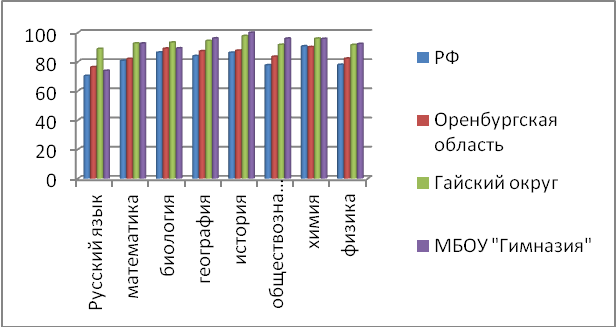 100
80
60
40
20
0
Русский язык
математика
биология
география
история
обществозна...
химия
физика
РФ
Оренбургская
область
Гайский округ
МБОУ "Гимназия"